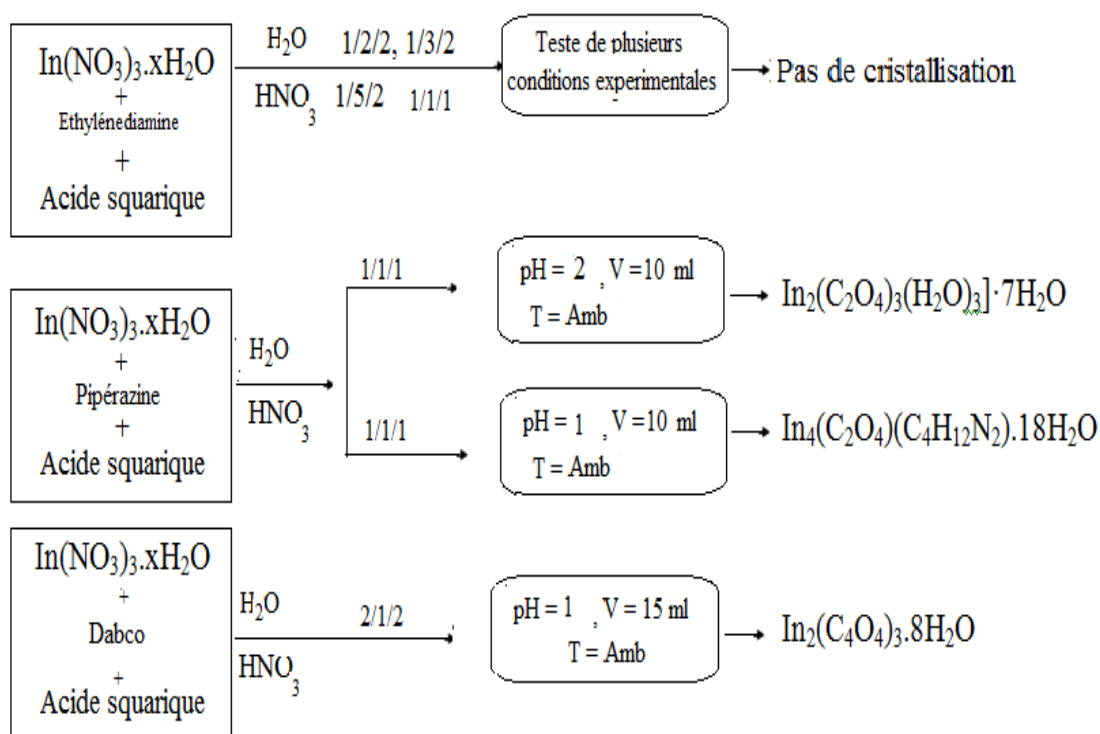 In(NO₃)₃.xH₂O
+
Ethylénediamine
+
Acide squarique
H₂O 1/2/2, 1/3/2
HNO₃ 1/5/2 1/1/1
Teste de plusieurs
conditions experimentales
Pas de cristallisation
In(NO₃)₃.xH₂O
+
Pipérazine
+
Acide squarique
H₂O
HNO₃
1/1/1
pH = 2 , V =10 ml
T = Amb
In₂(C₂O₄)₃(H₂O)₃]·7H₂O
1/1/1
pH = 1 , V =10 ml
T = Amb
In₄(C₂O₄)(C₄H₁₂N₂).18H₂O
In(NO₃)₃.xH₂O
+
Dabco
+
Acide squarique
H₂O
HNO₃
2/1/2
pH = 1 , V = 15 ml
T = Amb
In₂(C₄O₄)₃.8H₂O